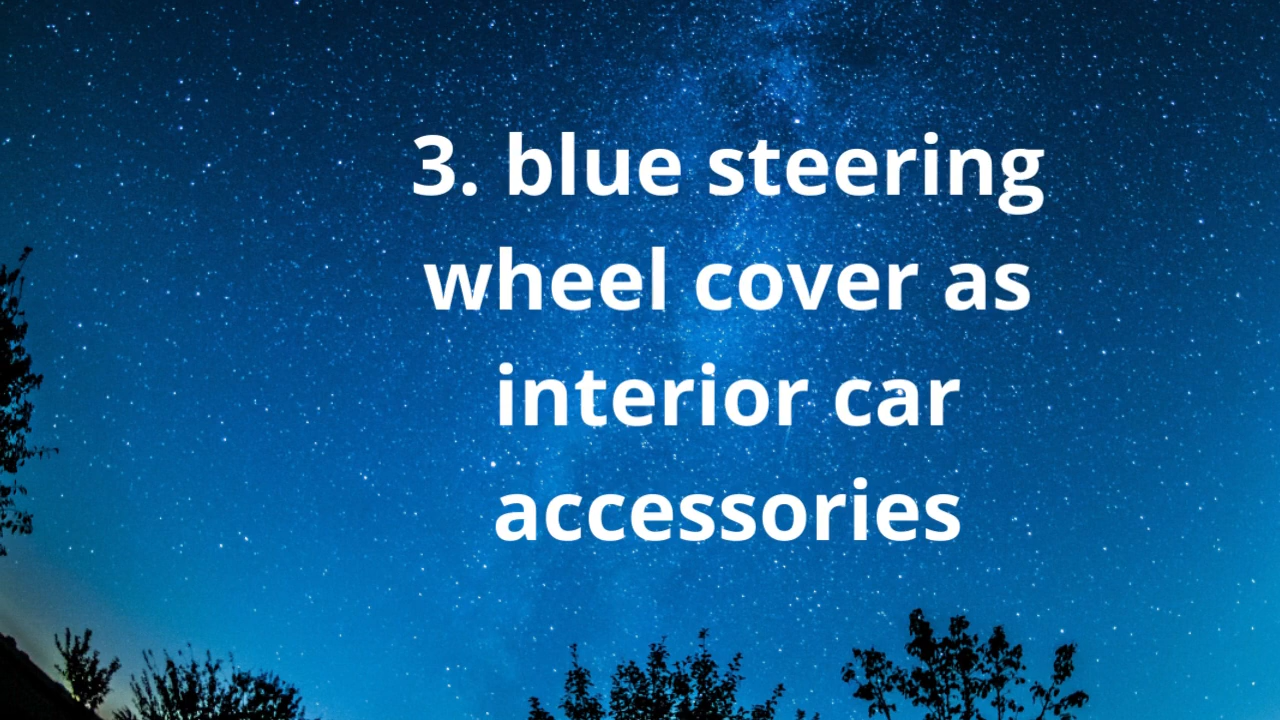 3. blue steering
wheel cover as
interior car
accessories